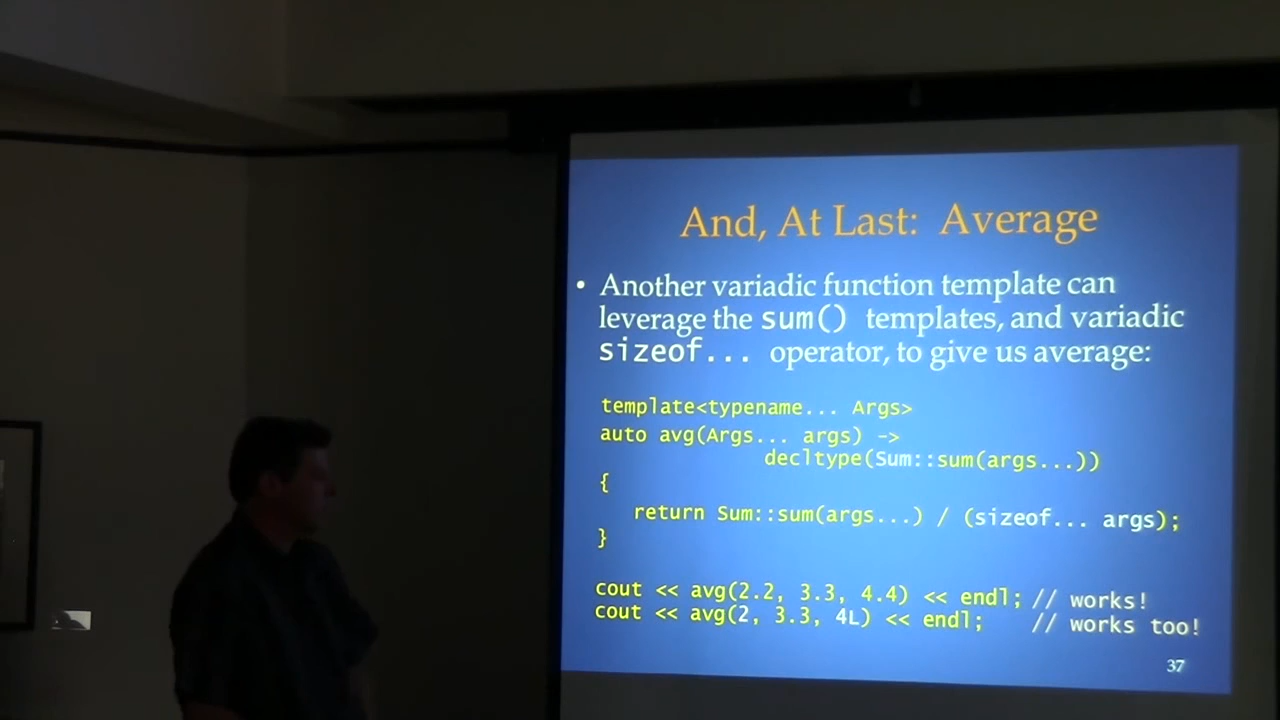 And, At Last: Average
• Another variadic function template can
leverage the sum() templates, and variadic
sizeof... operator, to give us average:
template<typename... Args>
auto avg(Args... args) ->
decltype(Sum::sum(args...))
{
return Sum::sum(args...) / (sizeof... args);
}
cout << avg(2.2, 3.3, 4.4) << endl; // works!
cout << avg(2, 3.3, 4L) << endl; // works too!
37